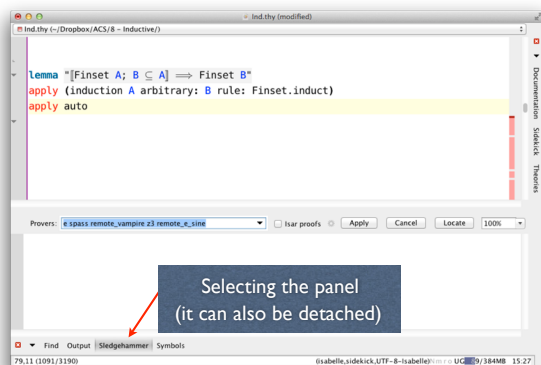 Ind.thy (modified)
Ind.thy (~/Dropbox/ACS/8 – Inductive/)
lemma "⟦Finset A; B ⊆ A⟧ ⟹ Finset B"
apply (induction A arbitrary: B rule: Finset.induct)
apply auto
Documentation
Sidekick
Theories
Provers: e spass remote_vampire z3 remote_e_sine
Isar proofs
Apply
Cancel
Locate
100%
Selecting the panel
(it can also be detached)
Find Output Sledgehammer Symbols
79,11 (1091/3190)
(isabelle,sidekick,UTF-8-Isabelle) N m r o UG 9/384MB 15:27